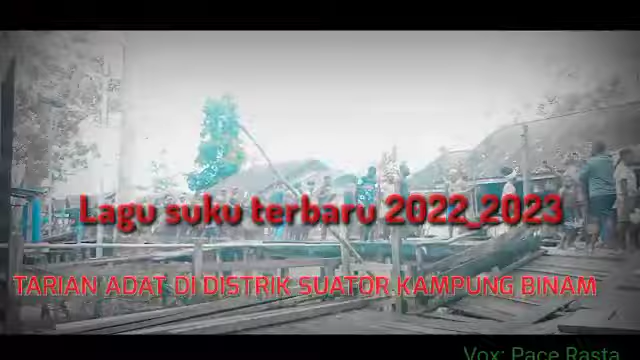 Lagu suku terbaru 2022_2023
TARIAN ADAT DI DISTRIK SUATOR KAMPUNG BINAM
Vox: Pace Rasta